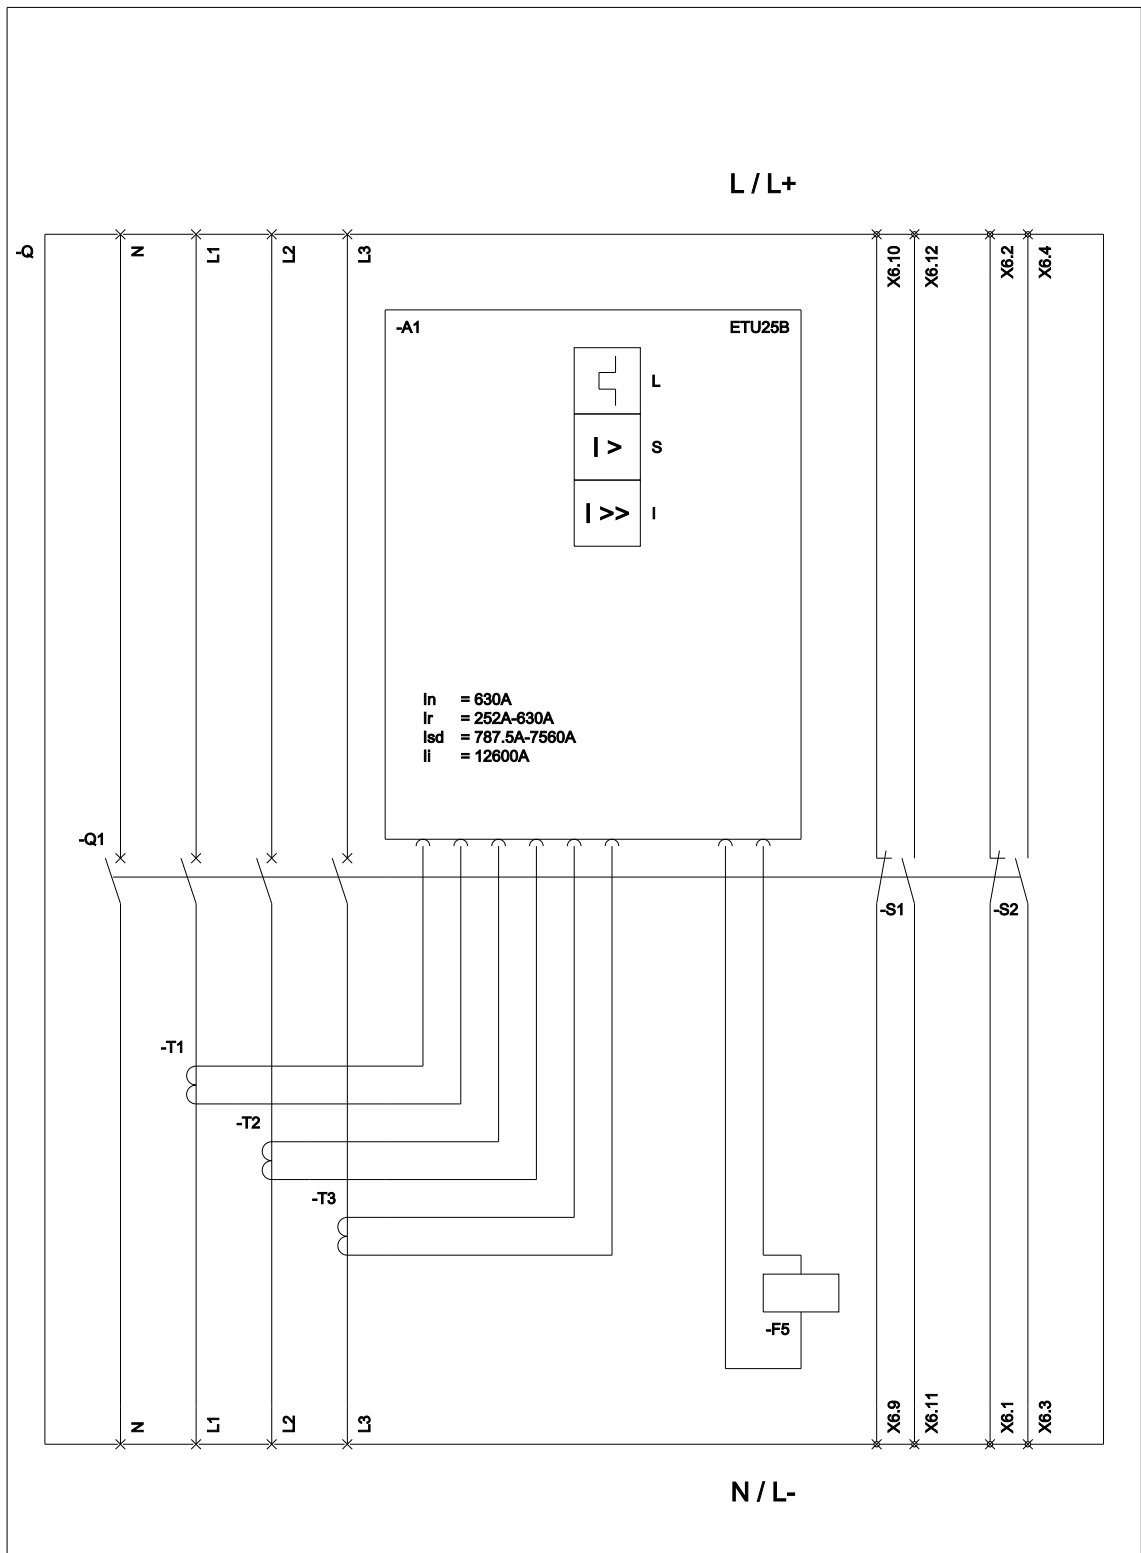 L / L+
-Q
N
L1
L2
L3
X6.10
X6.12
X6.2
X6.4
-A1
ETU25B
L
I >
S
I >>
I
In = 630A
Ir = 252A-630A
Isd = 787.5A-7560A
Ii = 12600A
-Q1
-S1
-S2
-T1
-T2
-T3
-F5
N
L1
L2
L3
X6.9
X6.11
X6.1
X6.3
N / L-